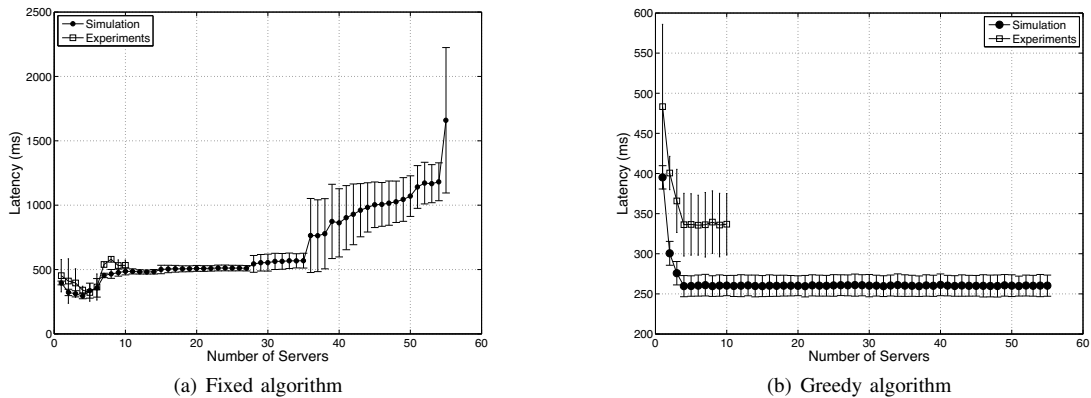 2500
2000
1500
1000
500
0
0 10 20 30 40 50 60
Latency (ms)
Number of Servers
Simulation
Experiments
(a) Fixed algorithm
600
550
500
450
400
350
300
250
200
0 10 20 30 40 50 60
Latency (ms)
Number of Servers
Simulation
Experiments
(b) Greedy algorithm